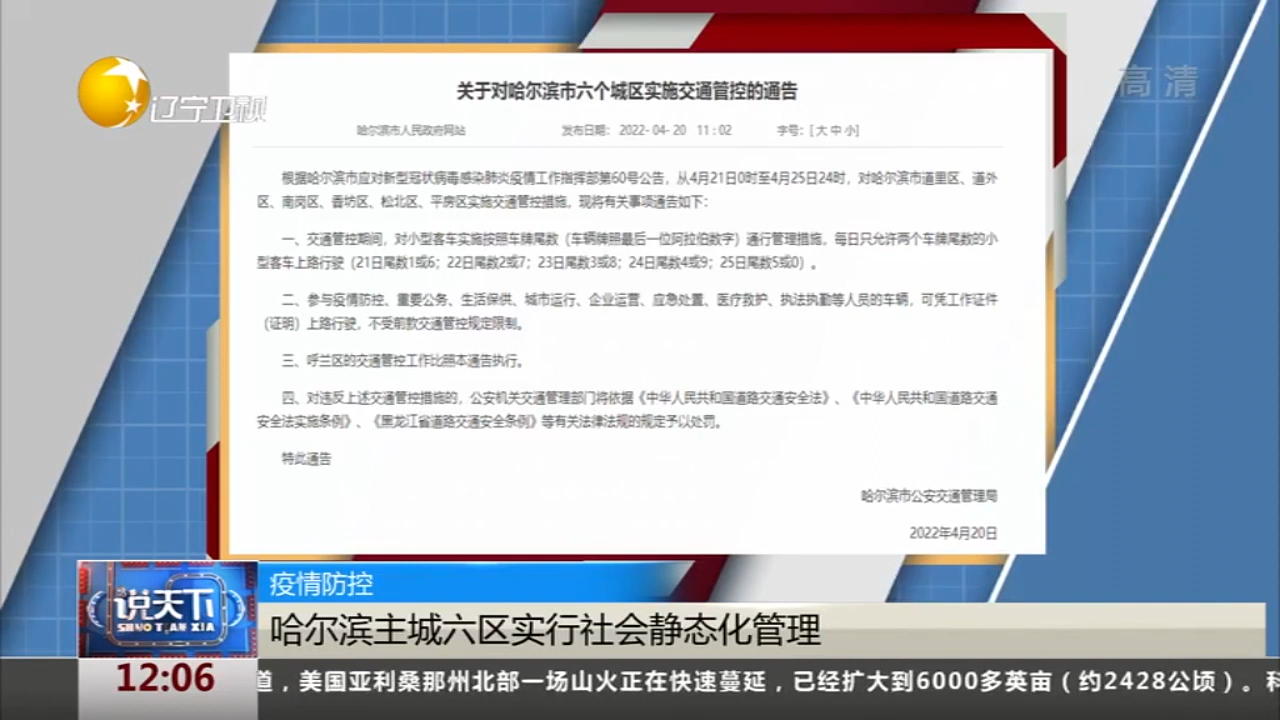 辽宁卫视
高清
关于对哈尔滨市六个城区实施交通管控的通告
哈尔滨市人民政府网站 发布日期: 2022-04-20 11:02 字号:[大 中 小]
根据哈尔滨市应对新型冠状病毒感染肺炎疫情工作指挥部第60号公告，从4月21日0时至4月25日24时，对哈尔滨市道里区、道外
区、南岗区、香坊区、松北区、平房区实施交通管控措施，现将有关事项通告如下：
一、交通管控期间，对小型客车实施按照车牌尾数（车辆牌照最后一位阿拉伯数字）通行管理措施，每日只允许两个车牌尾数的小
型客车上路行驶（21日尾数1或6；22日尾数2或7；23日尾数3或8；24日尾数4或9；25日尾数5或0）。
二、参与疫情防控、重要公务、生活保供、城市运行、企业运营、应急处置、医疗救护、执法执勤等人员的车辆，可凭工作证件
（证明）上路行驶，不受前款交通管控规定限制。
三、呼兰区的交通管控工作比照本通告执行。
四、对违反上述交通管控措施的，公安机关交通管理部门将依据《中华人民共和国道路交通安全法》、《中华人民共和国道路交通
安全法实施条例》、《黑龙江省道路交通安全条例》等有关法律法规的规定予以处罚。
特此通告
哈尔滨市公安交通管理局
2022年4月20日
疫情防控
说天下
SHUO TIAN XIA
哈尔滨主城六区实行社会静态化管理
12:06
道，美国亚利桑那州北部一场山火正在快速蔓延，已经扩大到6000多英亩（约2428公顷）。科